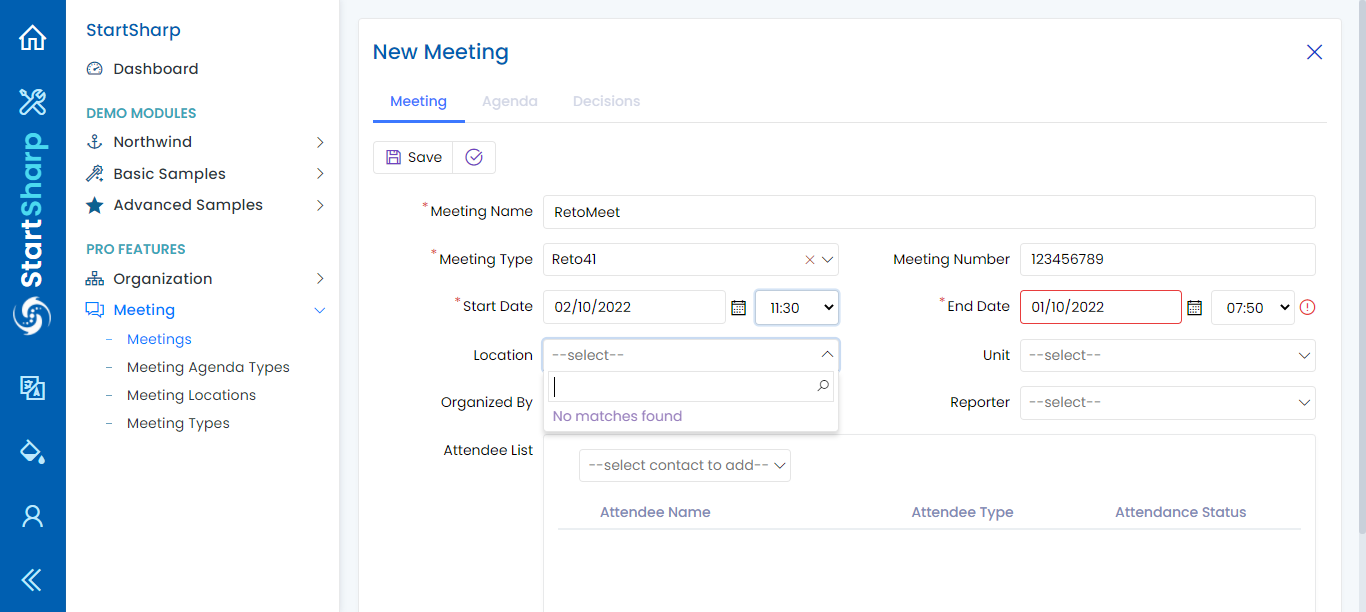 StartSharp
StartSharp
Dashboard
DEMO MODULES
Northwind
Basic Samples
Advanced Samples
PRO FEATURES
Organization
Meeting
Meetings
Meeting Agenda Types
Meeting Locations
Meeting Types
New Meeting
Meeting Agenda Decisions
Save
*Meeting Name RetoMeet
*Meeting Type Reto41 Meeting Number 123456789
*Start Date 02/10/2022 11:30 *End Date 01/10/2022 07:50
Location --select-- Unit --select--
No matches found
Organized By Reporter --select--
Attendee List
--select contact to add--
Attendee Name Attendee Type Attendance Status